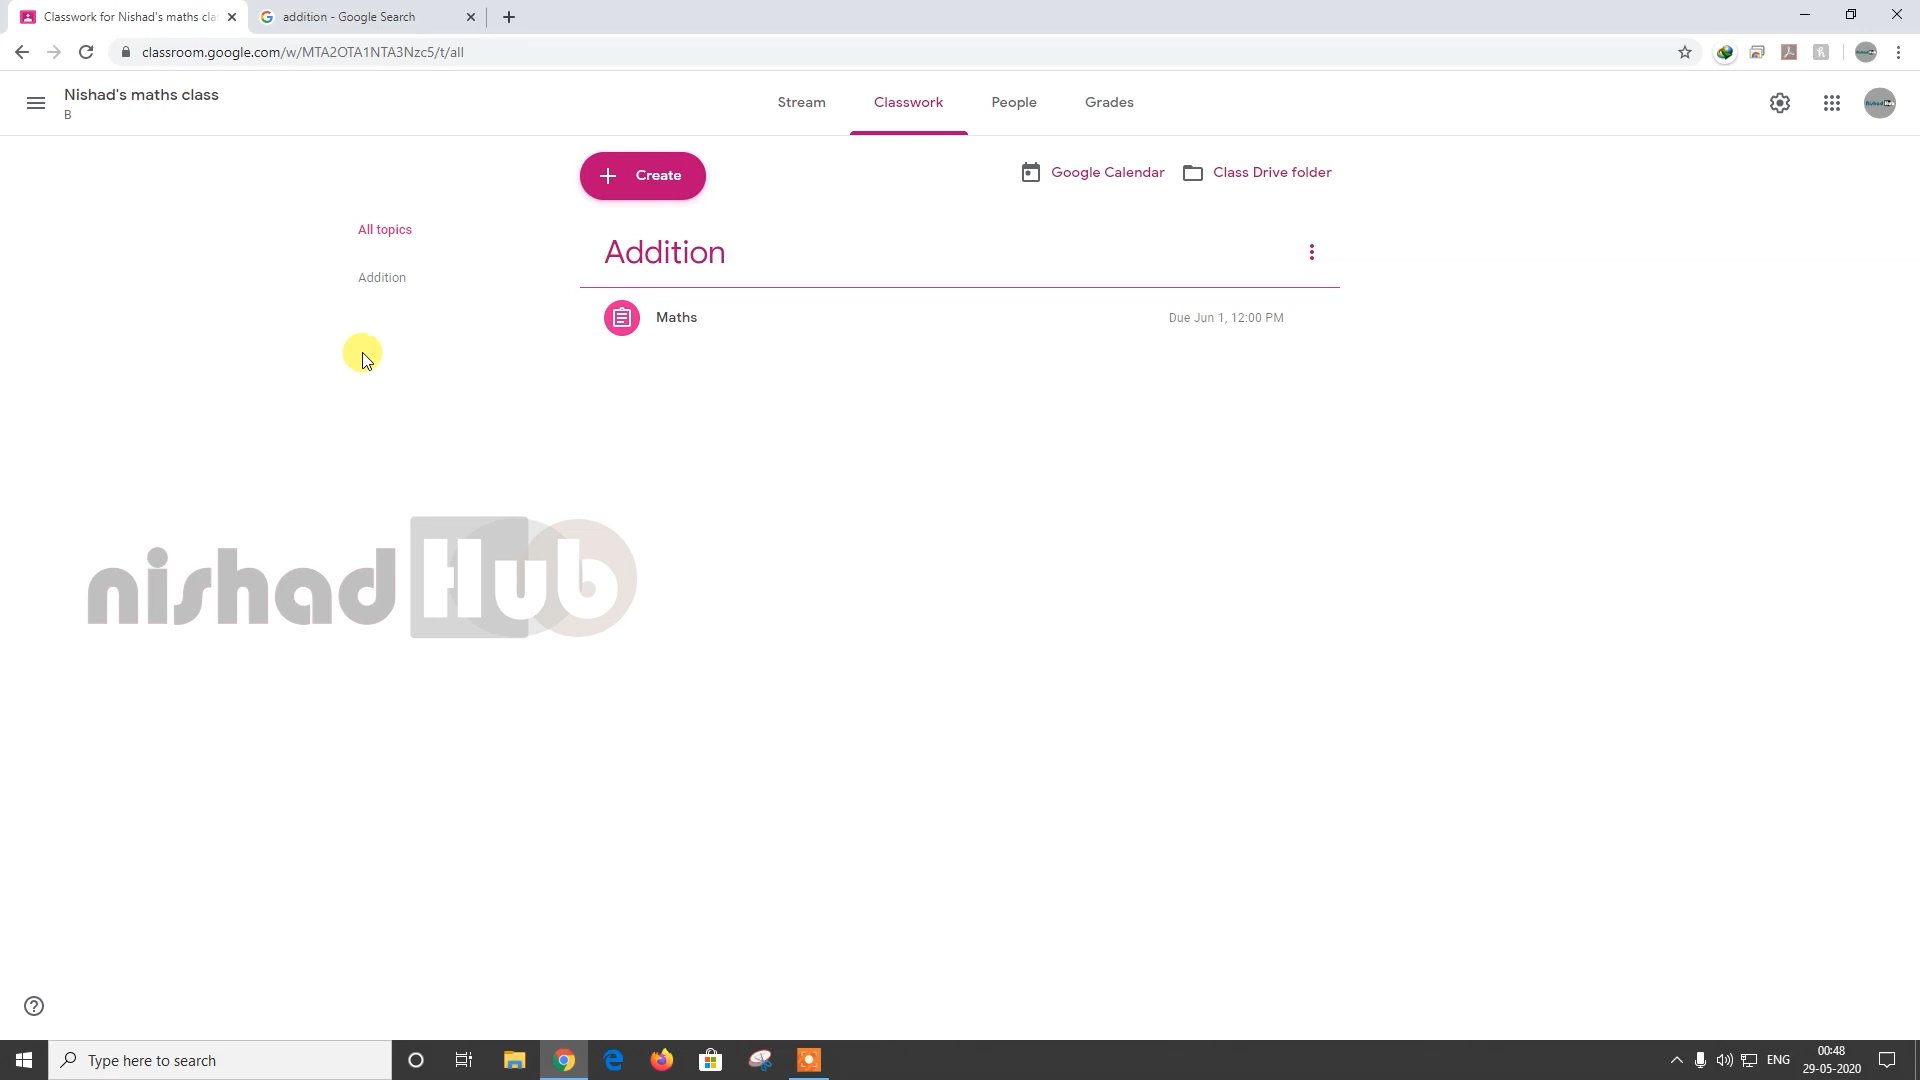 Classwork for Nishad's maths cla
addition - Google Search
classroom.google.com/w/MTA2OTA1NTA3Nzc5/t/all
Nishad's maths class
B
Stream
Classwork
People
Grades
Create
Google Calendar
Class Drive folder
All topics
Addition
Addition
Maths
Due Jun 1, 12:00 PM
nishadHub
Type here to search
ENG
00:48
29-05-2020